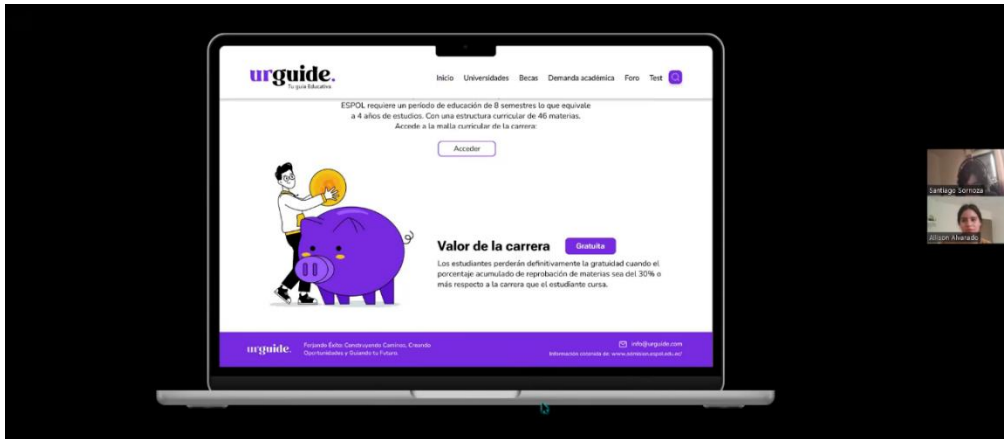 urguide.
Tu guía Educativa
Inicio Universidades Becas Demanda académica Foro Test
ESPOL requiere un período de educación de 8 semestres lo que equivale
a 4 años de estudios. Con una estructura curricular de 46 materias.
Accede a la malla curricular de la carrera:
Acceder
Valor de la carrera Gratuita
Los estudiantes perderán definitivamente la gratuidad cuando el
porcentaje acumulado de reprobación de materias sea del 30% o
más respecto a la carrera que el estudiante cursa.
urguide.
Forjando Éxito: Construyendo Caminos, Creando
Oportunidades y Guiando tu Futuro.
info@urguide.com
Información obtenida de: www.admision.espol.edu.ec/
Santiago Sornoza
Alvarado